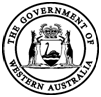 THE GOVERNMENT OF
WESTERN AUSTRALIA